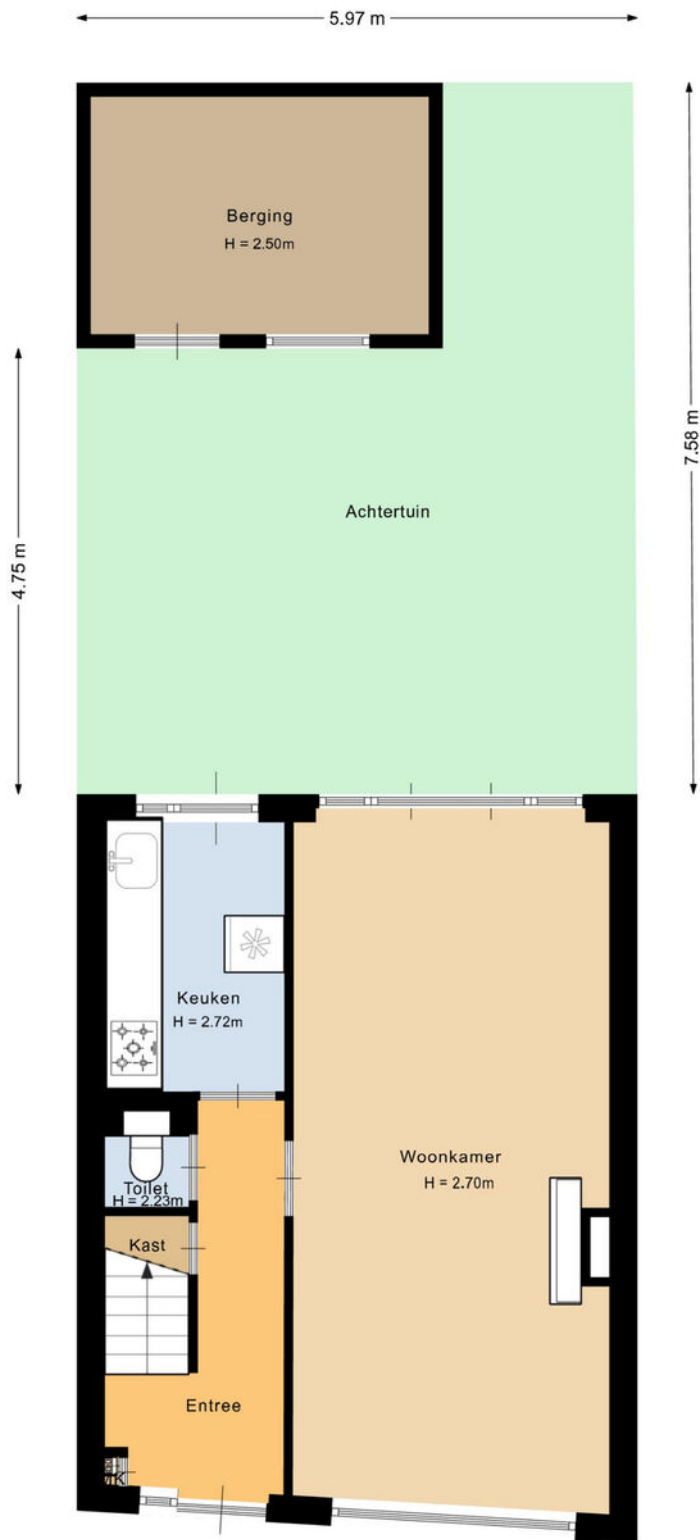 5.97 m
Berging
H = 2.50m
7.58 m
4.75 m
Achtertuin
Keuken
H = 2.72m
Woonkamer
H = 2.70m
Toilet
H = 2.23m
Kast
Entree